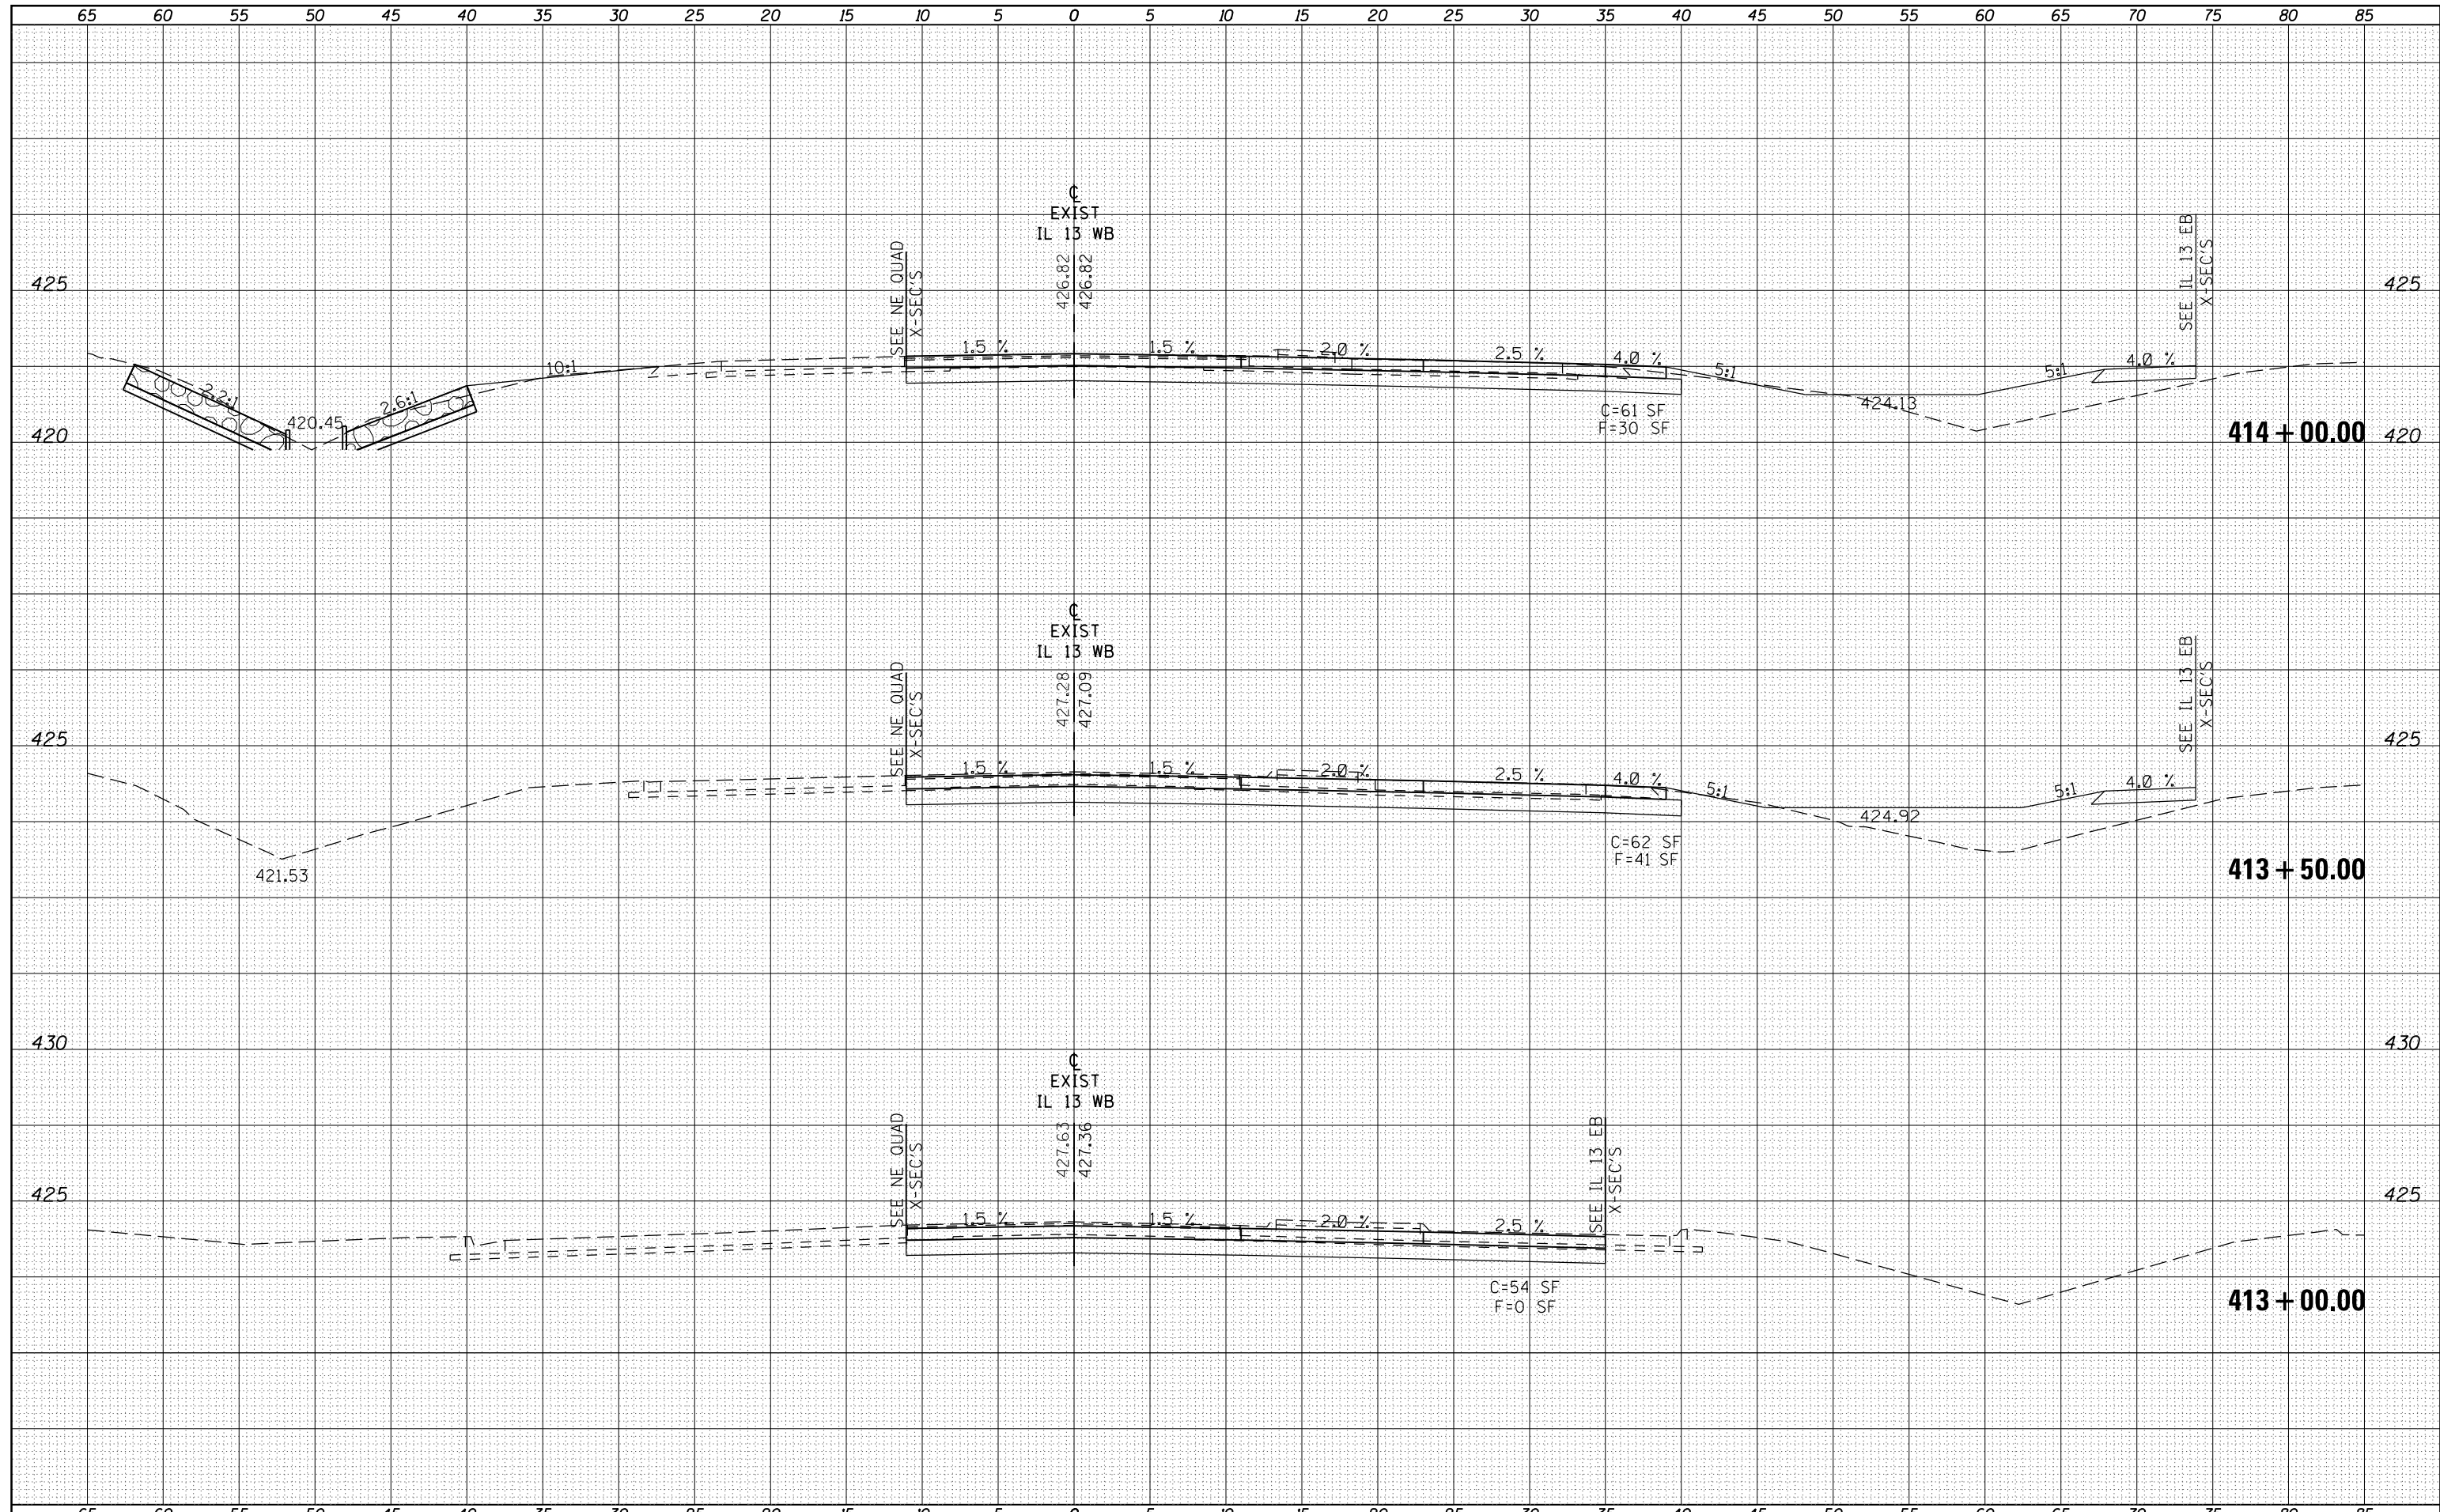 65 60 55 50 45 40 35 30 25 20 15 10 5 0 5 10 15 20 25 30 35 40 45 50 55 60 65 70 75 80 85
℄
EXIST
IL 13 WB
SEE NE QUAD
X-SEC'S
426.82
426.82
SEE IL 13 EB
X-SEC'S
425
425
2.2:1
420.45
2.6:1
10:1
1.5 %
1.5 %
2.0 %
2.5 %
4.0 %
5:1
424.13
5:1
4.0 %
C=61 SF
F=30 SF
420
414+00.00
420
℄
EXIST
IL 13 WB
SEE NE QUAD
X-SEC'S
427.28
427.09
SEE IL 13 EB
X-SEC'S
425
425
1.5 %
1.5 %
2.0 %
2.5 %
4.0 %
5:1
424.92
5:1
4.0 %
C=62 SF
F=41 SF
421.53
413+50.00
430
430
℄
EXIST
IL 13 WB
SEE NE QUAD
X-SEC'S
427.63
427.36
SEE IL 13 EB
X-SEC'S
425
425
1.5 %
1.5 %
2.0 %
2.5 %
C=54 SF
F=0 SF
413+00.00